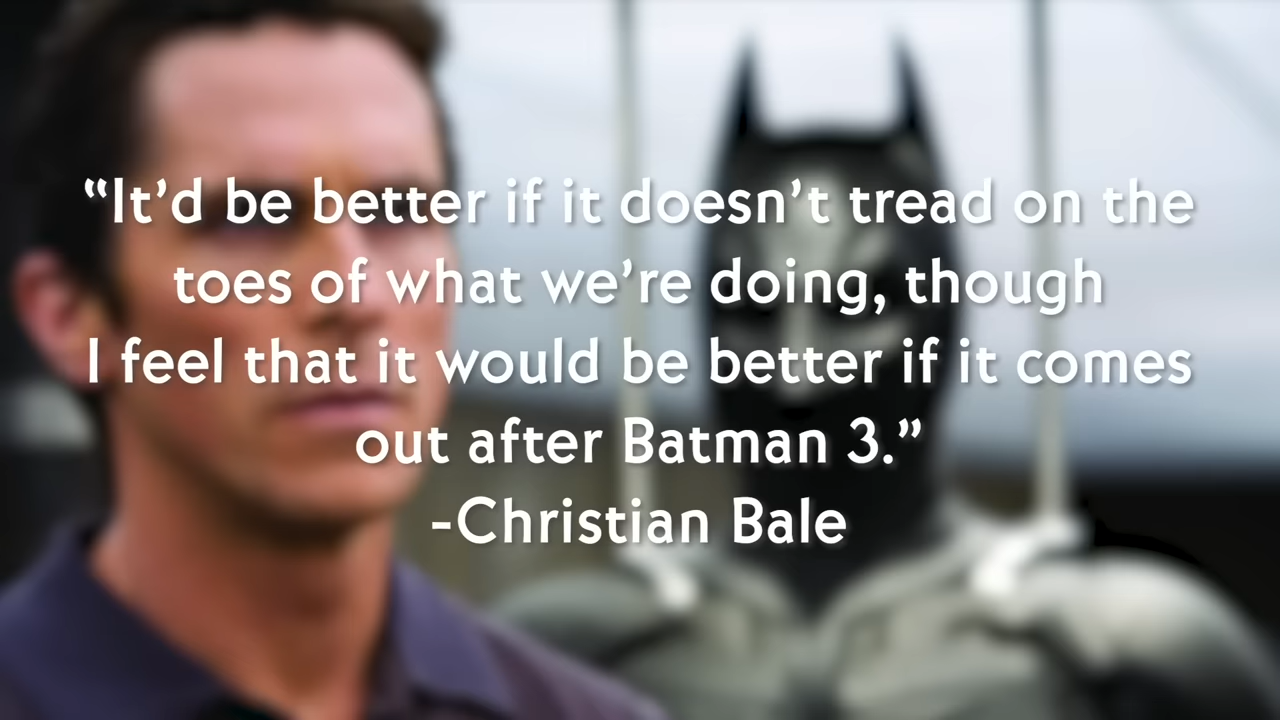 “It’d be better if it doesn’t tread on the
toes of what we’re doing, though
I feel that it would be better if it comes
out after Batman 3.”
-Christian Bale